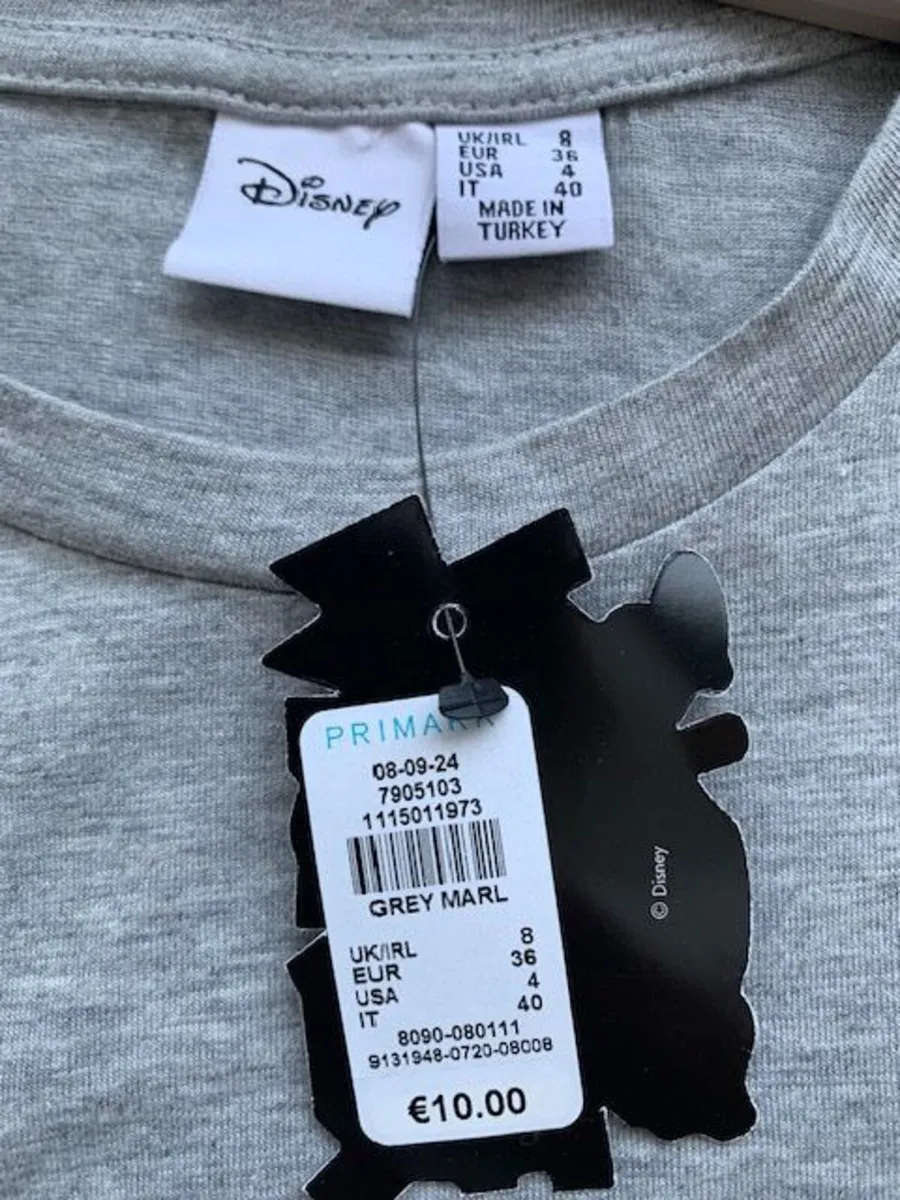 Disney
UK/IRL 8
EUR 36
USA 4
IT 40
MADE IN
TURKEY
PRIMARK
08-09-24
7905103
1115011973
GREY MARL
UK/IRL 8
EUR 36
USA 4
IT 40
8090-080111
9131948-0720-08008
€10.00
© Disney